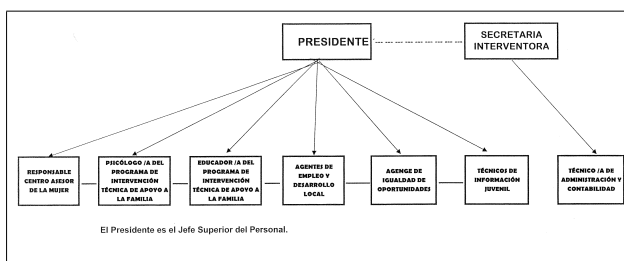 PRESIDENTE
SECRETARIA
INTERVENTORA
RESPONSABLE
CENTRO ASESOR
DE LA MUJER
PSICÓLOGO /A DEL
PROGRAMA DE
INTERVENCIÓN
TÉCNICA DE APOYO A
LA FAMILIA
EDUCADOR /A DEL
PROGRAMA DE
INTERVENCIÓN
TÉCNICA DE APOYO A
LA FAMILIA
AGENTES DE
EMPLEO Y
DESARROLLO
LOCAL
AGENGE DE
IGUALDAD DE
OPORTUNIDADES
TÉCNICOS DE
INFORMACIÓN
JUVENIL
TÉCNICO /A DE
ADMINISTRACIÓN Y
CONTABILIDAD
El Presidente es el Jefe Superior del Personal.